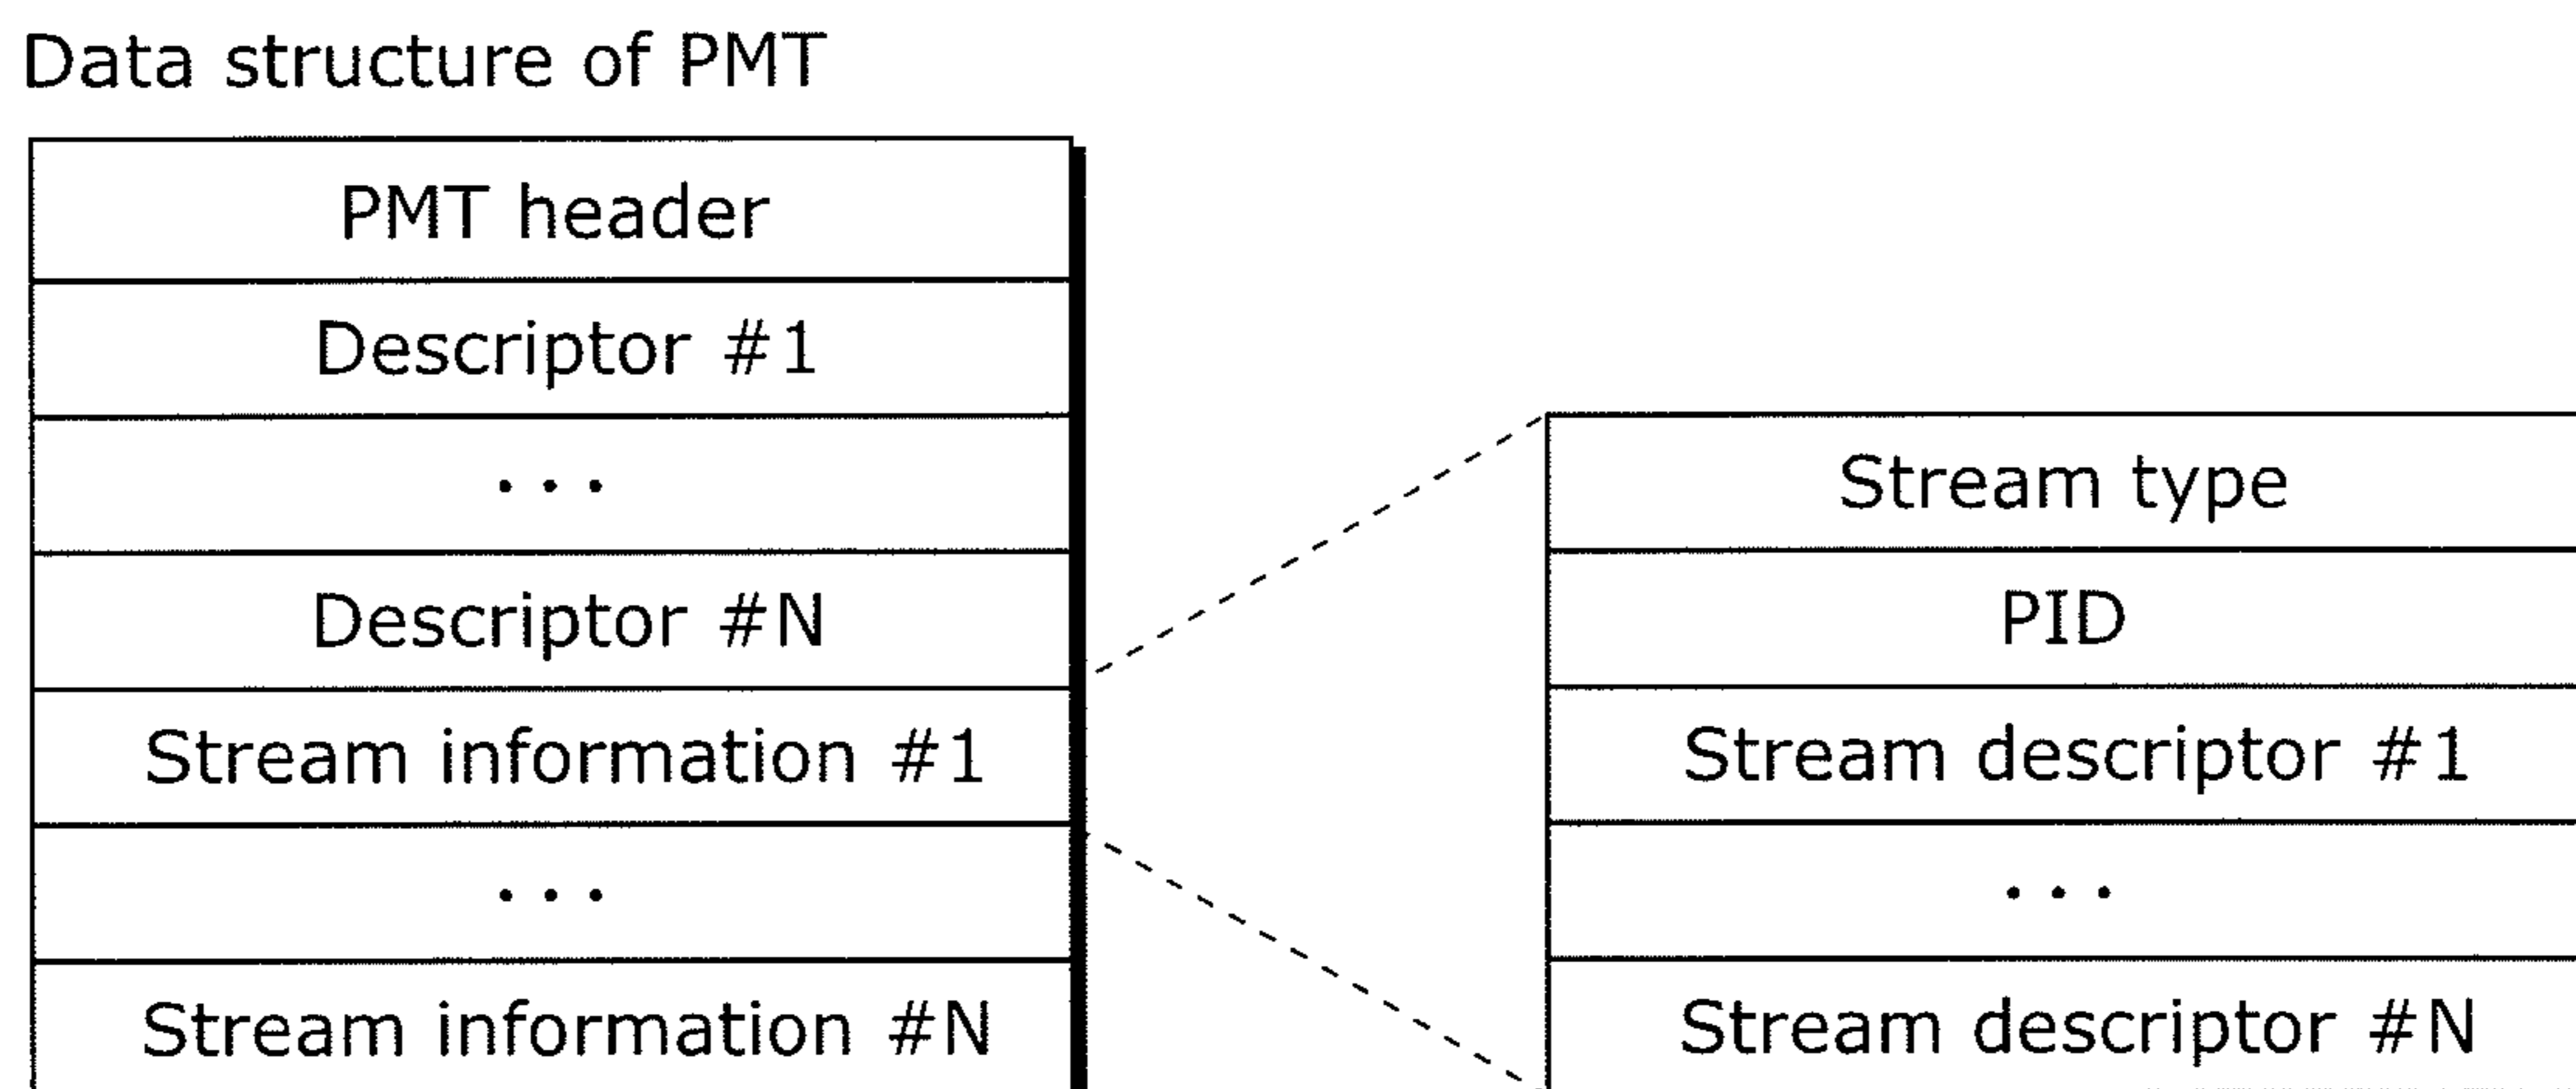 Data structure of PMT
PMT header
Descriptor #1
...
Descriptor #N
Stream information #1
...
Stream information #N
Stream type
PID
Stream descriptor #1
...
Stream descriptor #N